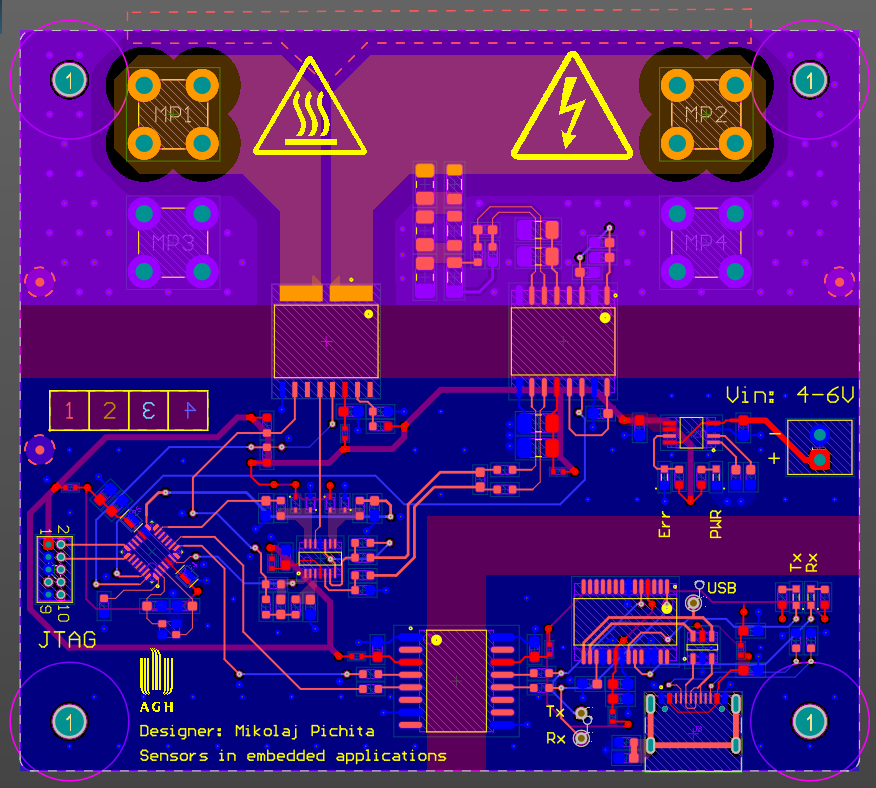 1
1
MP1
MP2
MP3
MP4
1 2 3 4
Vin: 4-6V
-
+
Err
PWR
Tx
Rx
1 2
9 10
JTAG
USB
AGH
Tx
Rx
1
1
Designer: Mikolaj Pichita
Sensors in embedded applications